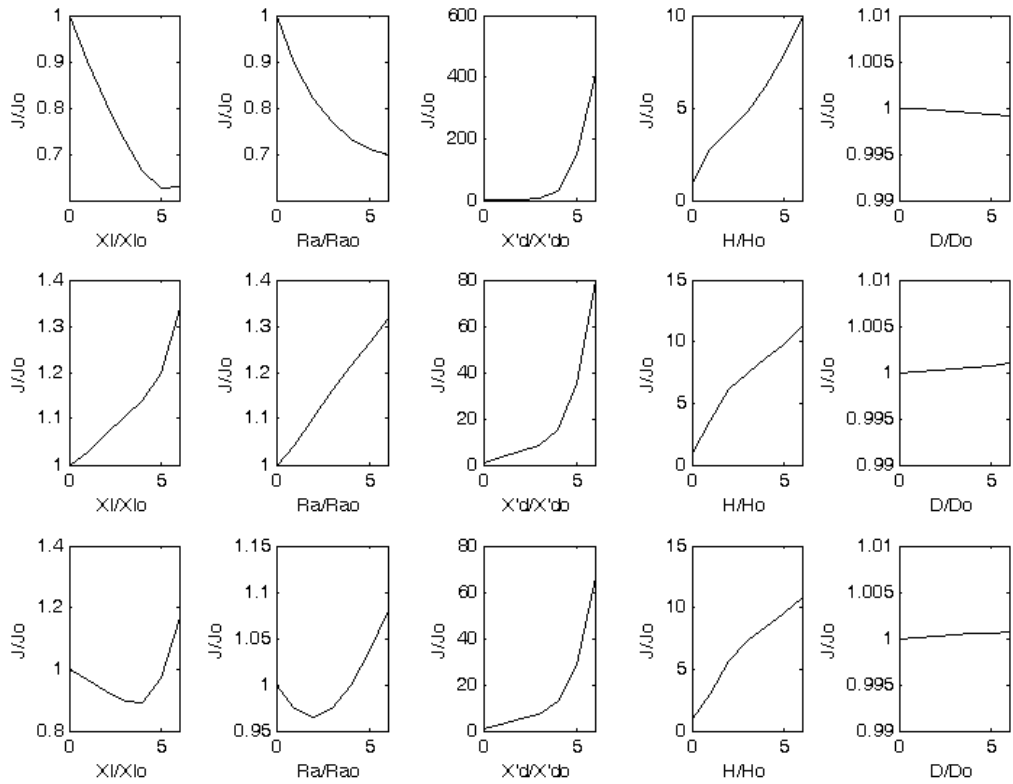 1
0.9
0.8
0.7
J/Jo
0 5
Xl/Xlo
1
0.9
0.8
0.7
J/Jo
0 5
Ra/Rao
600
400
200
0
J/Jo
0 5
X'd/X'do
10
5
0
J/Jo
0 5
H/Ho
1.01
1.005
1
0.995
0.99
J/Jo
0 5
D/Do
1.4
1.3
1.2
1.1
1
J/Jo
0 5
Xl/Xlo
1.4
1.3
1.2
1.1
1
J/Jo
0 5
Ra/Rao
80
60
40
20
0
J/Jo
0 5
X'd/X'do
15
10
5
0
J/Jo
0 5
H/Ho
1.01
1.005
1
0.995
0.99
J/Jo
0 5
D/Do
1.4
1.2
1
0.8
J/Jo
0 5
Xl/Xlo
1.15
1.1
1.05
1
0.95
J/Jo
0 5
Ra/Rao
80
60
40
20
0
J/Jo
0 5
X'd/X'do
15
10
5
0
J/Jo
0 5
H/Ho
1.01
1.005
1
0.995
0.99
J/Jo
0 5
D/Do